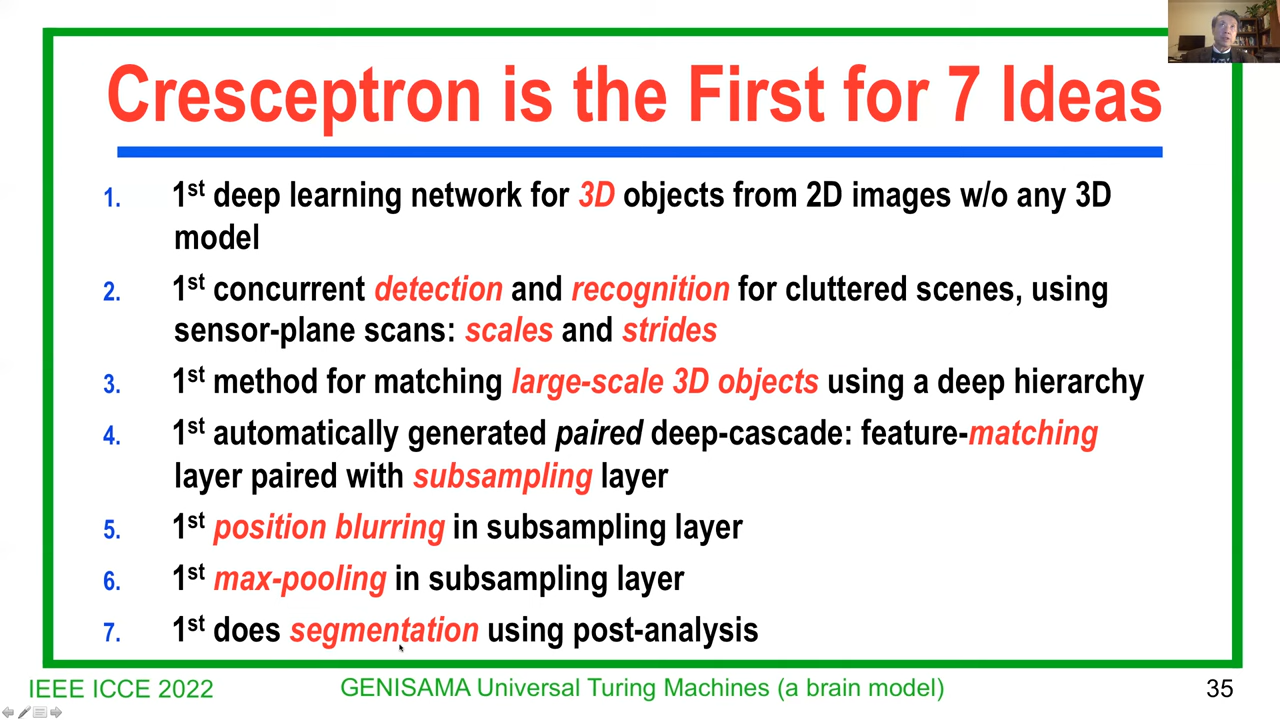 Cresceptron is the First for 7 Ideas
1. 1st deep learning network for 3D objects from 2D images w/o any 3D
model
2. 1st concurrent detection and recognition for cluttered scenes, using
sensor-plane scans: scales and strides
3. 1st method for matching large-scale 3D objects using a deep hierarchy
4. 1st automatically generated paired deep-cascade: feature-matching
layer paired with subsampling layer
5. 1st position blurring in subsampling layer
6. 1st max-pooling in subsampling layer
7. 1st does segmentation using post-analysis
IEEE ICCE 2022
GENISAMA Universal Turing Machines (a brain model)
35